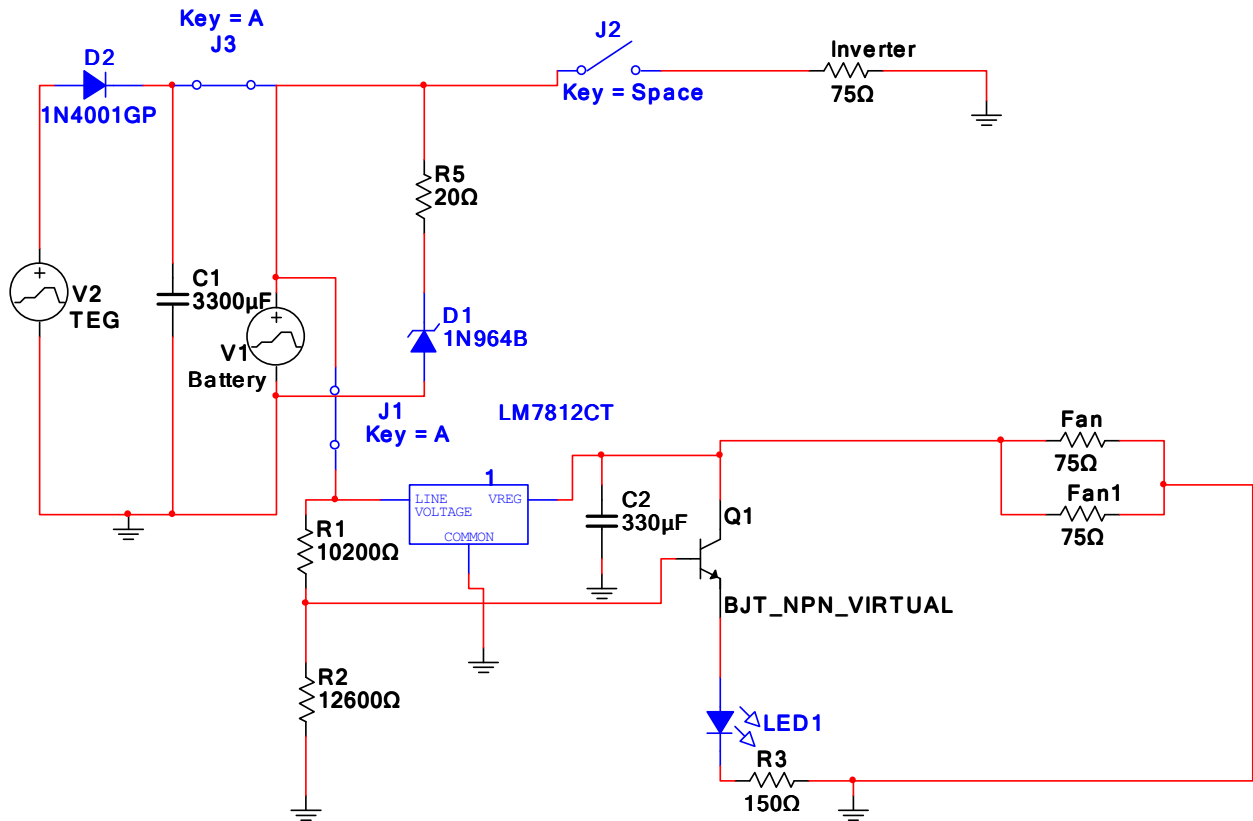 Key = A
J3
J2
Key = Space
Inverter
75Ω
D2
1N4001GP
R5
20Ω
C1
3300µF
V2
TEG
V1
Battery
D1
1N964B
J1
Key = A
LM7812CT
1
LINE VREG
VOLTAGE
COMMON
C2
330µF
Q1
BJT_NPN_VIRTUAL
Fan
75Ω
Fan1
75Ω
R1
10200Ω
R2
12600Ω
LED1
R3
150Ω